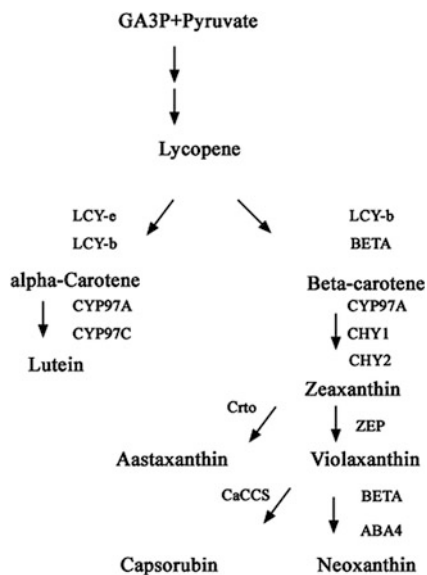 GA3P+Pyruvate
Lycopene
LCY-e
LCY-b
LCY-b
BETA
alpha-Carotene
Beta-carotene
CYP97A
CYP97C
CYP97A
CHY1
CHY2
Lutein
Zeaxanthin
Crto
ZEP
Aastaxanthin
Violaxanthin
CaCCS
BETA
ABA4
Capsorubin
Neoxanthin